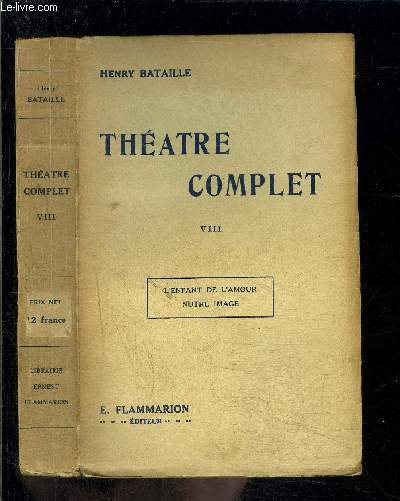 © Le-livre.com
Henry
BATAILLE
THÉATRE
COMPLET
VIII
PRIX NET
12 francs
LIBRAIRIE
ERNEST
FLAMMARION
HENRY BATAILLE
THÉATRE
COMPLET
VIII
L'ENFANT DE L'AMOUR
NOTRE IMAGE
E. FLAMMARION
ÉDITEUR